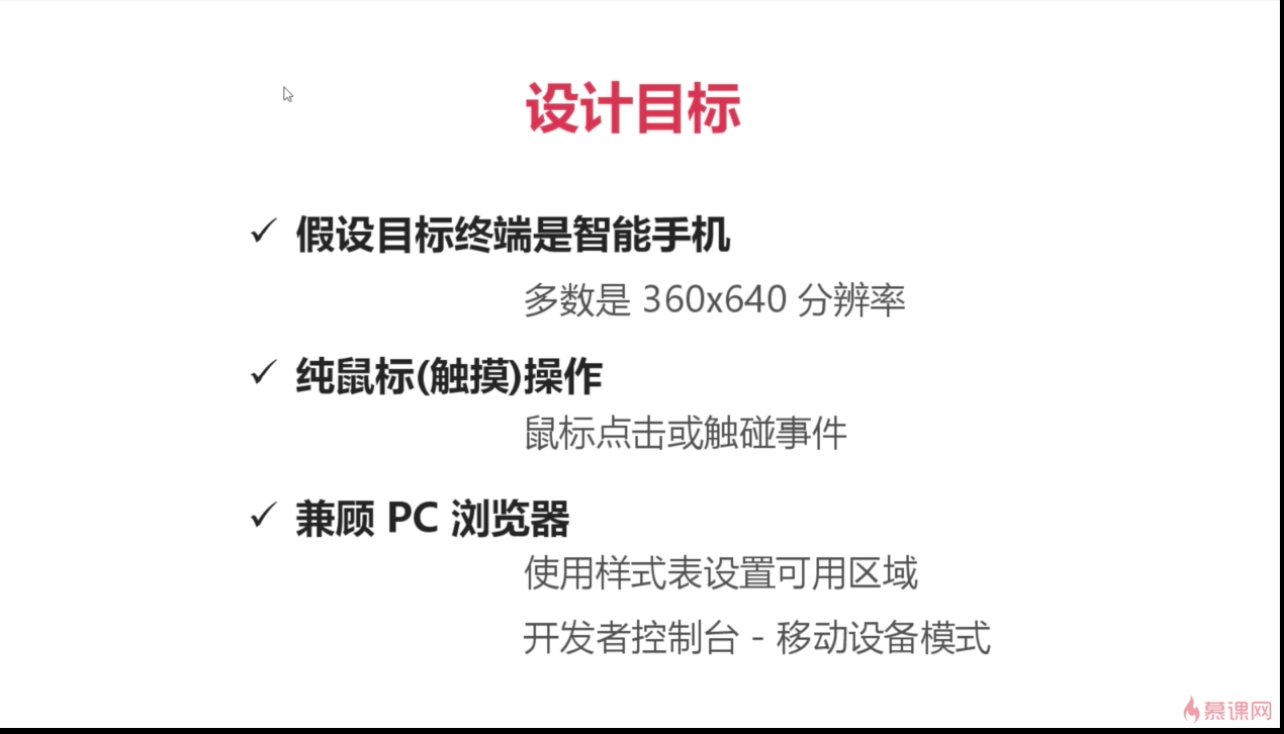 设计目标
✓ 假设目标终端是智能手机
多数是 360x640 分辨率
✓ 纯鼠标(触摸)操作
鼠标点击或触碰事件
✓ 兼顾 PC 浏览器
使用样式表设置可用区域
开发者控制台 - 移动设备模式
慕课网